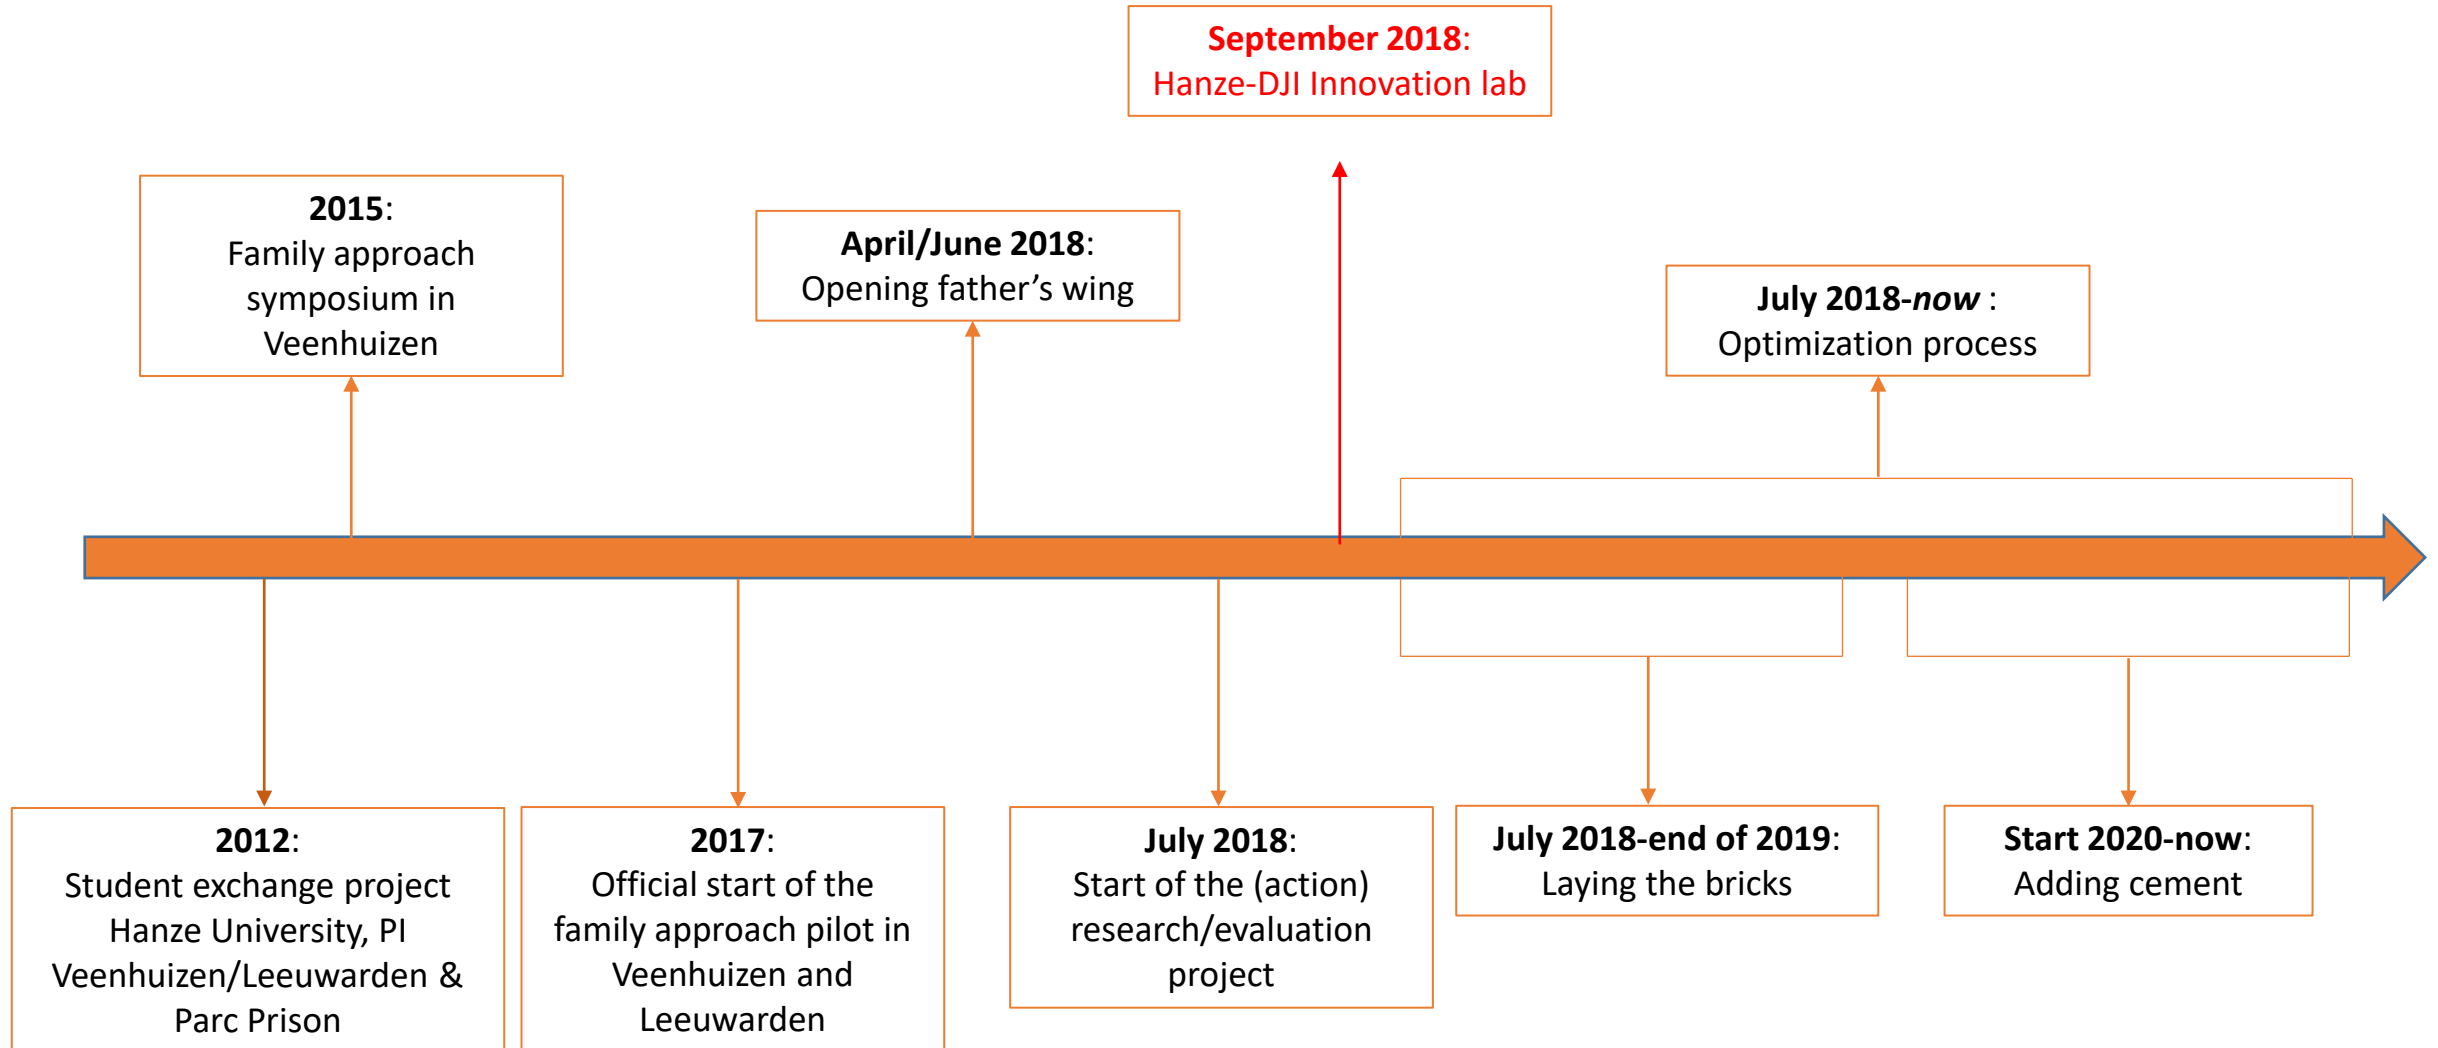 September 2018:
Hanze-DJI Innovation lab
2015:
Family approach
symposium in
Veenhuizen
April/June 2018:
Opening father’s wing
July 2018-now :
Optimization process
2012:
Student exchange project
Hanze University, PI
Veenhuizen/Leeuwarden &
Parc Prison
2017:
Official start of the
family approach pilot in
Veenhuizen and
Leeuwarden
July 2018:
Start of the (action)
research/evaluation
project
July 2018-end of 2019:
Laying the bricks
Start 2020-now:
Adding cement